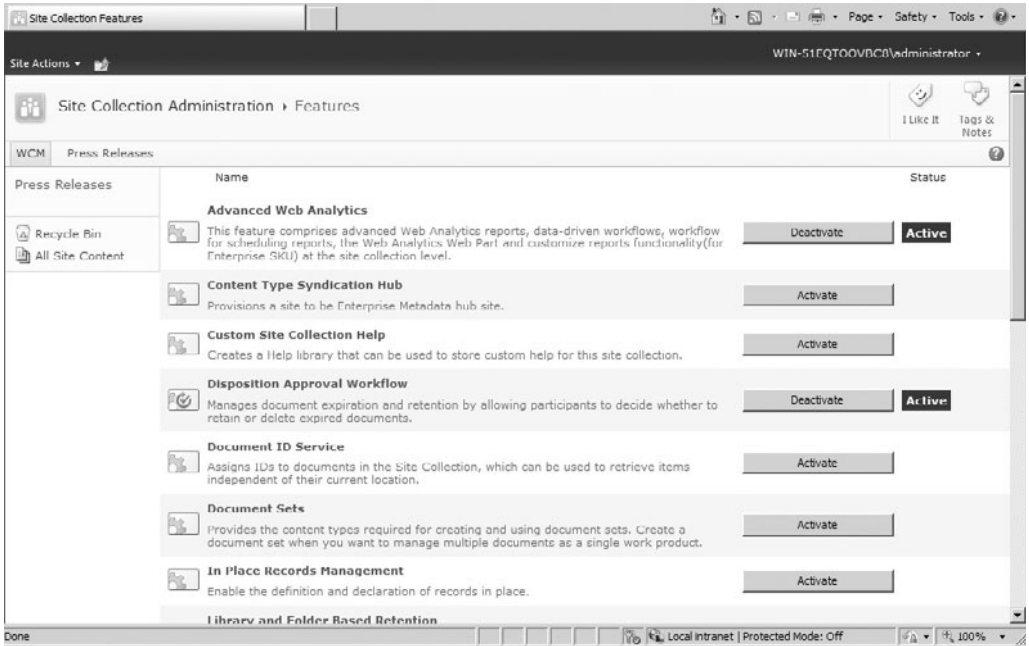 Site Collection Features
Page Safety Tools
WIN-51EQTOOVBC8\administrator
Site Actions
Site Collection Administration Features
I Like It
Tags &
Notes
WCM Press Releases
Press Releases
Recycle Bin
All Site Content
Name Status
Advanced Web Analytics
This feature comprises advanced Web Analytics reports, data-driven workflows, workflow
for scheduling reports, the Web Analytics Web Part and customize reports functionality(for
Enterprise SKU) at the site collection level.
Deactivate Active
Content Type Syndication Hub
Provisions a site to be Enterprise Metadata hub site.
Activate
Custom Site Collection Help
Creates a Help library that can be used to store custom help for this site collection.
Activate
Disposition Approval Workflow
Manages document expiration and retention by allowing participants to decide whether to
retain or delete expired documents.
Deactivate Active
Document ID Service
Assigns IDs to documents in the Site Collection, which can be used to retrieve items
independent of their current location.
Activate
Document Sets
Provides the content types required for creating and using document sets. Create a
document set when you want to manage multiple documents as a single work product.
Activate
In Place Records Management
Enable the definition and declaration of records in place.
Activate
Library and Folder Based Retention
Done Local intranet | Protected Mode: Off 100%